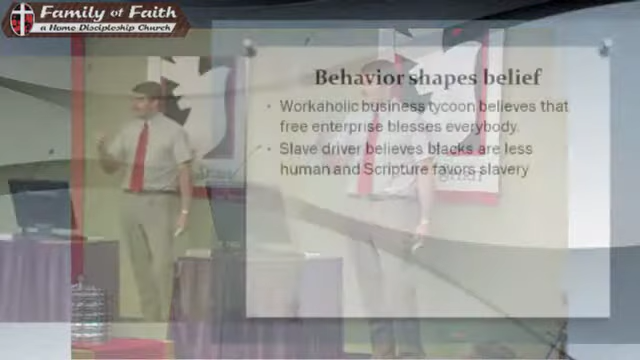 Family of Faith
a Home Discipleship Church
Behavior shapes belief
• Workaholic business tycoon believes that
free enterprise blesses everybody.
• Slave driver believes blacks are less
human and Scripture favors slavery